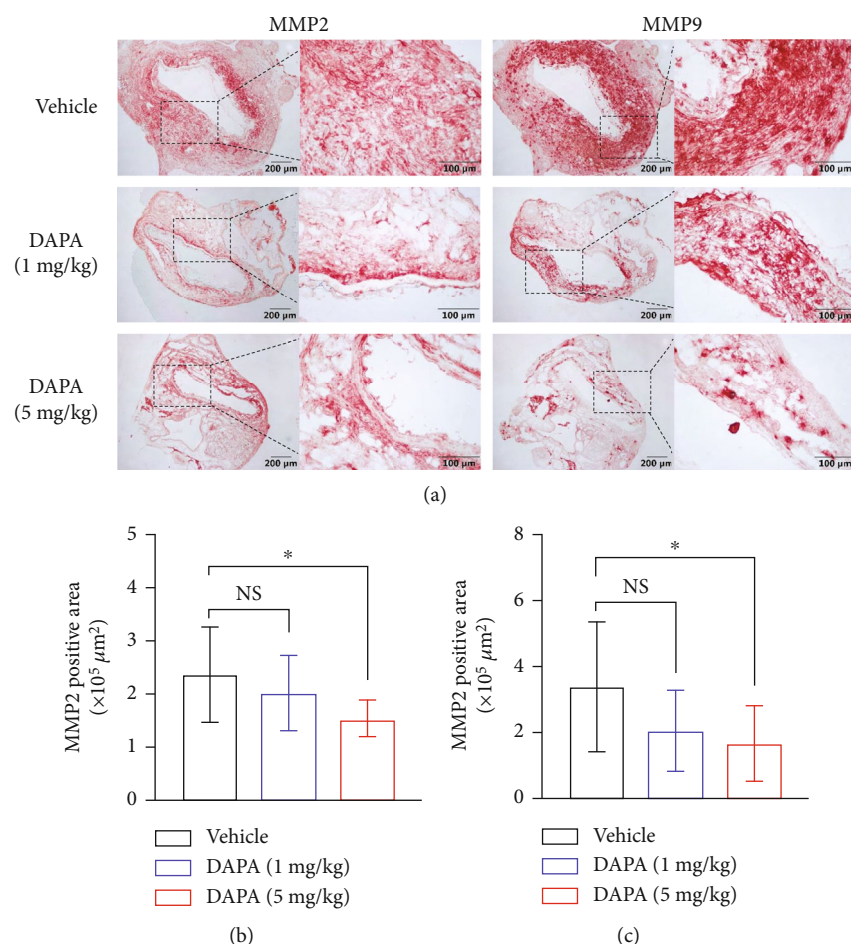 MMP2 MMP9
Vehicle
200 μm 100 μm 200 μm 100 μm
DAPA
(1 mg/kg)
200 μm 100 μm 200 μm 100 μm
DAPA
(5 mg/kg)
200 μm 100 μm 200 μm 100 μm
(a)
MMP2 positive area
(×10⁵ μm²)
5
4
3
2
1
0
*
NS
Vehicle
DAPA (1 mg/kg)
DAPA (5 mg/kg)
(b)
MMP2 positive area
(×10⁵ μm²)
8
6
4
2
0
*
NS
Vehicle
DAPA (1 mg/kg)
DAPA (5 mg/kg)
(c)